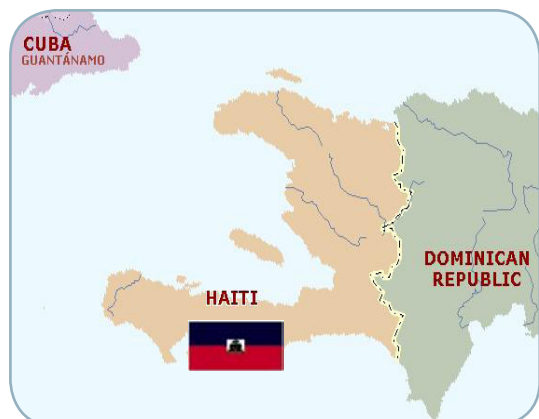 CUBA
GUANTÁNAMO
HAITI
DOMINICAN
REPUBLIC